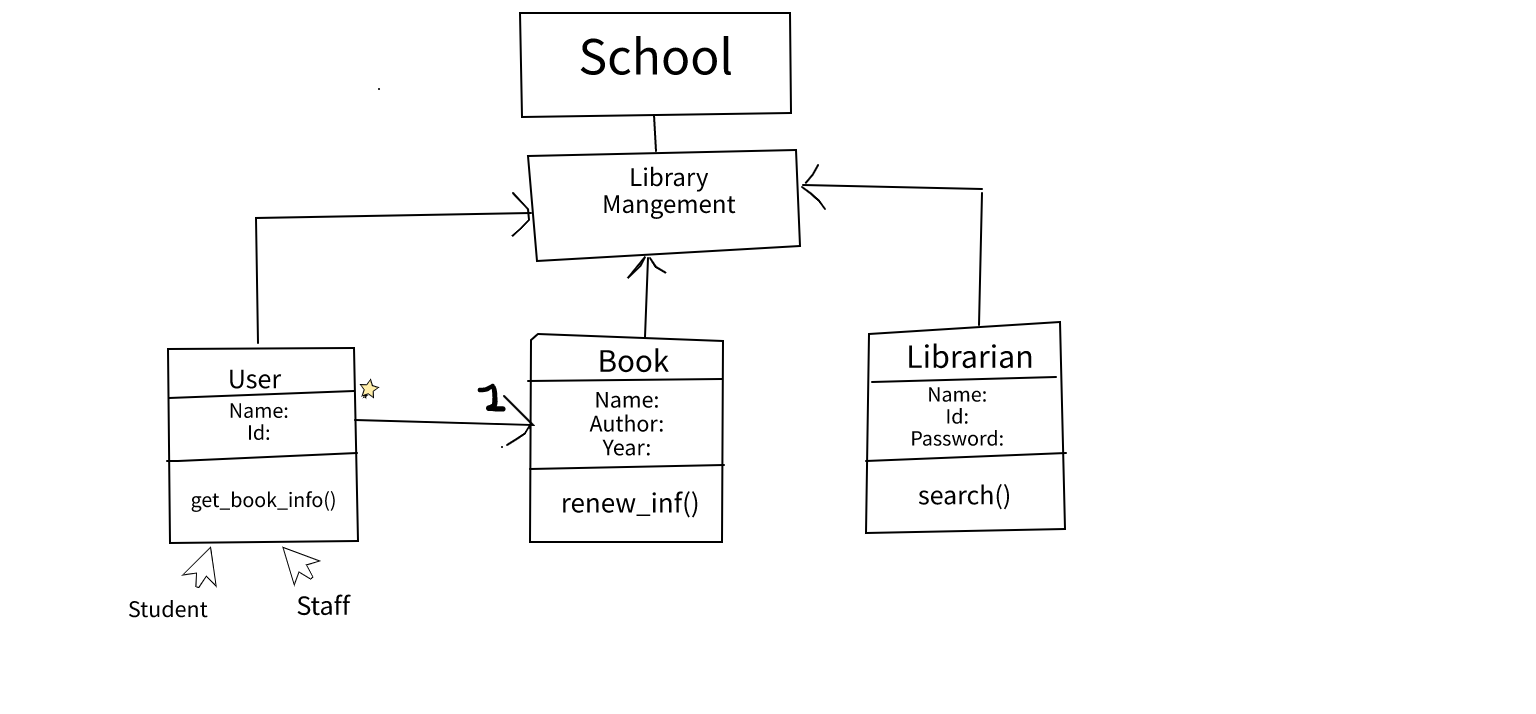 School
Library
Mangement
User
Name:
Id:
get_book_info()
Student
Staff
1
Book
Name:
Author:
Year:
renew_inf()
Librarian
Name:
Id:
Password:
search()